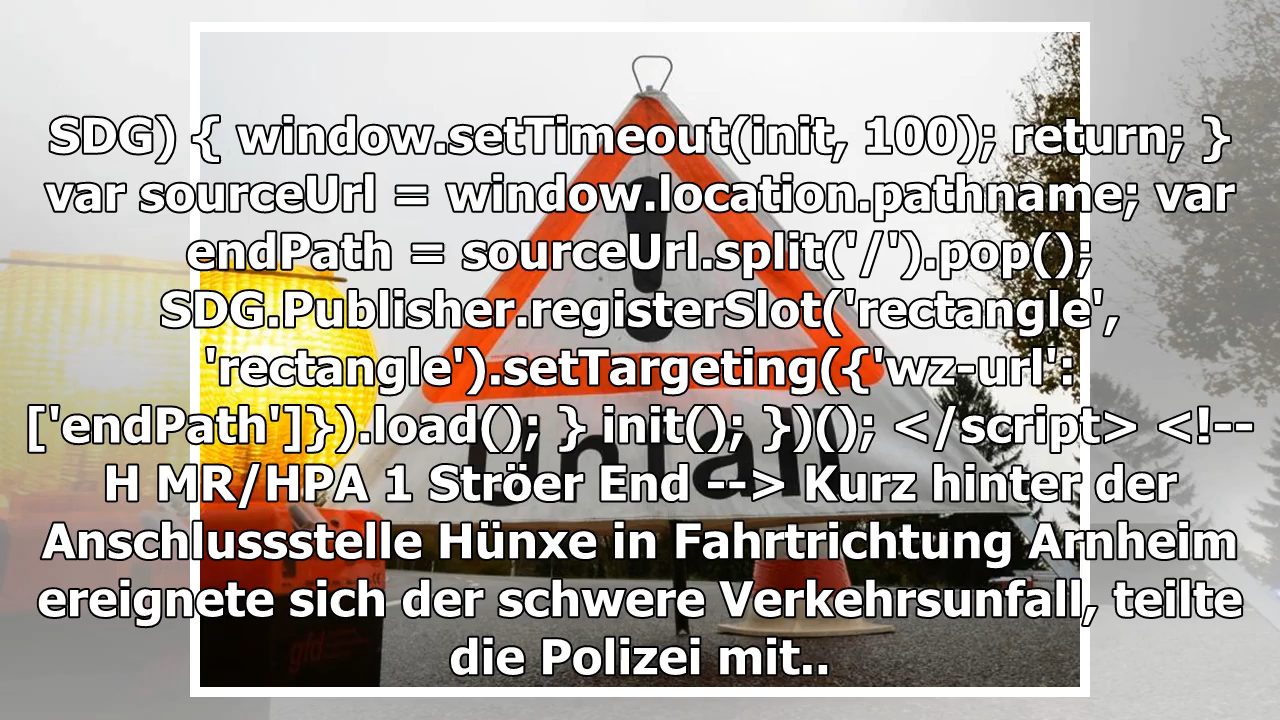 SDG) { window.setTimeout(init, 100); return; }
var sourceUrl = window.location.pathname; var
endPath = sourceUrl.split('/').pop();
SDG.Publisher.registerSlot('rectangle',
'rectangle').setTargeting({'wz-url':
['endPath']}).load(); } init(); })(); </script> <!--
H MR/HPA 1 Ströer End --> Kurz hinter der
Anschlussstelle Hünxe in Fahrtrichtung Arnheim
ereignete sich der schwere Verkehrsunfall, teilte
die Polizei mit..
Unfall
gfd